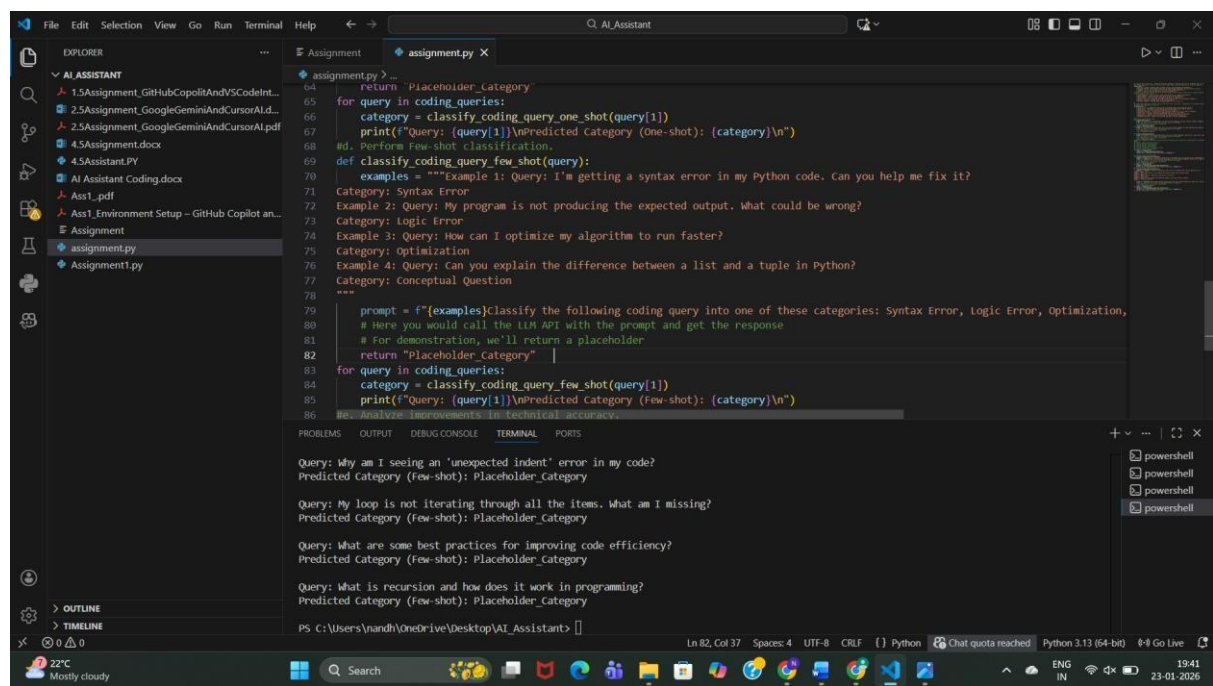 File Edit Selection View Go Run Terminal Help
AI_Assistant
EXPLORER
AI_ASSISTANT
1.5Assignment_GitHubCopolitAndVSCodeInt...
2.5Assignment_GoogleGeminiAndCursorAI.d...
2.5Assignment_GoogleGeminiAndCursorAI.pdf
4.5Assignment.docx
4.5Assistant.PY
AI Assistant Coding.docx
Ass1_.pdf
Ass1_Environment Setup – GitHub Copilot an...
Assignment
assignment.py
Assignment1.py
OUTLINE
TIMELINE
Assignment
assignment.py
assignment.py > ...
64 return "Placeholder_Category"
65 for query in coding_queries:
66 category = classify_coding_query_one_shot(query[1])
67 print(f"Query: {query[1]}\nPredicted Category (One-shot): {category}\n")
68 #d. Perform Few-shot classification.
69 def classify_coding_query_few_shot(query):
70 examples = """Example 1: Query: I'm getting a syntax error in my Python code. Can you help me fix it?
71 Category: Syntax Error
72 Example 2: Query: My program is not producing the expected output. What could be wrong?
73 Category: Logic Error
74 Example 3: Query: How can I optimize my algorithm to run faster?
75 Category: Optimization
76 Example 4: Query: Can you explain the difference between a list and a tuple in Python?
77 Category: Conceptual Question
78 """
79 prompt = f"{examples}Classify the following coding query into one of these categories: Syntax Error, Logic Error, Optimization,
80 # Here you would call the LLM API with the prompt and get the response
81 # For demonstration, we'll return a placeholder
82 return "Placeholder_Category"
83 for query in coding_queries:
84 category = classify_coding_query_few_shot(query[1])
85 print(f"Query: {query[1]}\nPredicted Category (Few-shot): {category}\n")
86 #e. Analyze improvements in technical accuracy.
PROBLEMS OUTPUT DEBUG CONSOLE TERMINAL PORTS
Query: Why am I seeing an 'unexpected indent' error in my code?
Predicted Category (Few-shot): Placeholder_Category
Query: My loop is not iterating through all the items. What am I missing?
Predicted Category (Few-shot): Placeholder_Category
Query: What are some best practices for improving code efficiency?
Predicted Category (Few-shot): Placeholder_Category
Query: What is recursion and how does it work in programming?
Predicted Category (Few-shot): Placeholder_Category
PS C:\Users\nandh\OneDrive\Desktop\AI_Assistant>
powershell
powershell
powershell
powershell
0 0
Ln 82, Col 37 Spaces: 4 UTF-8 CRLF {} Python Chat quota reached Python 3.13 (64-bit) Go Live
22°C
Mostly cloudy
Search
ENG
IN
19:41
23-01-2026